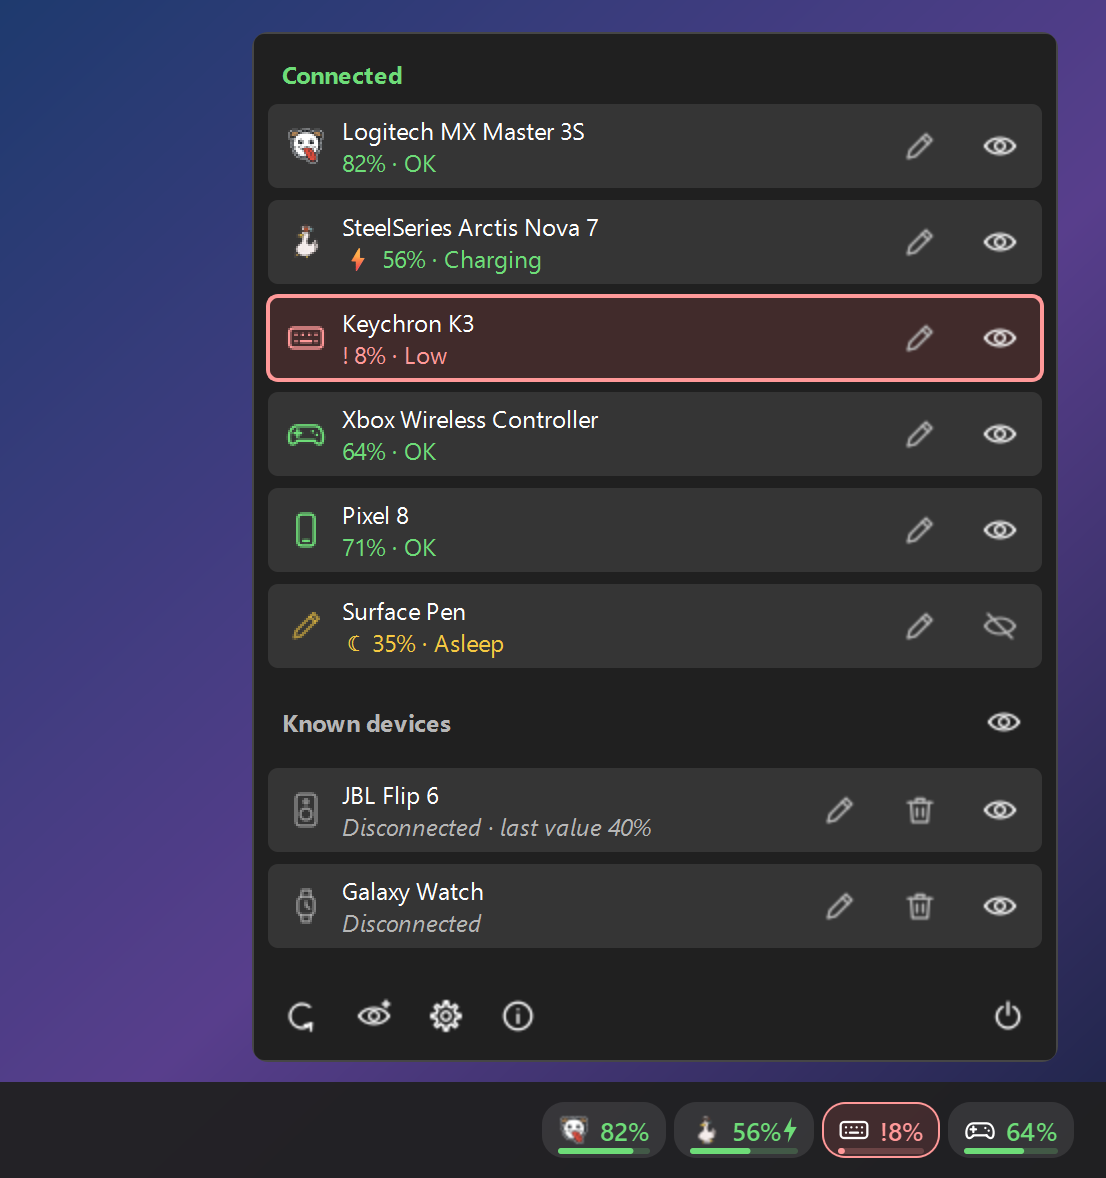 Connected
Logitech MX Master 3S
82% · OK
SteelSeries Arctis Nova 7
56% · Charging
Keychron K3
! 8% · Low
Xbox Wireless Controller
64% · OK
Pixel 8
71% · OK
Surface Pen
☾ 35% · Asleep
Known devices
JBL Flip 6
Disconnected · last value 40%
Galaxy Watch
Disconnected
82% 56% !8% 64%